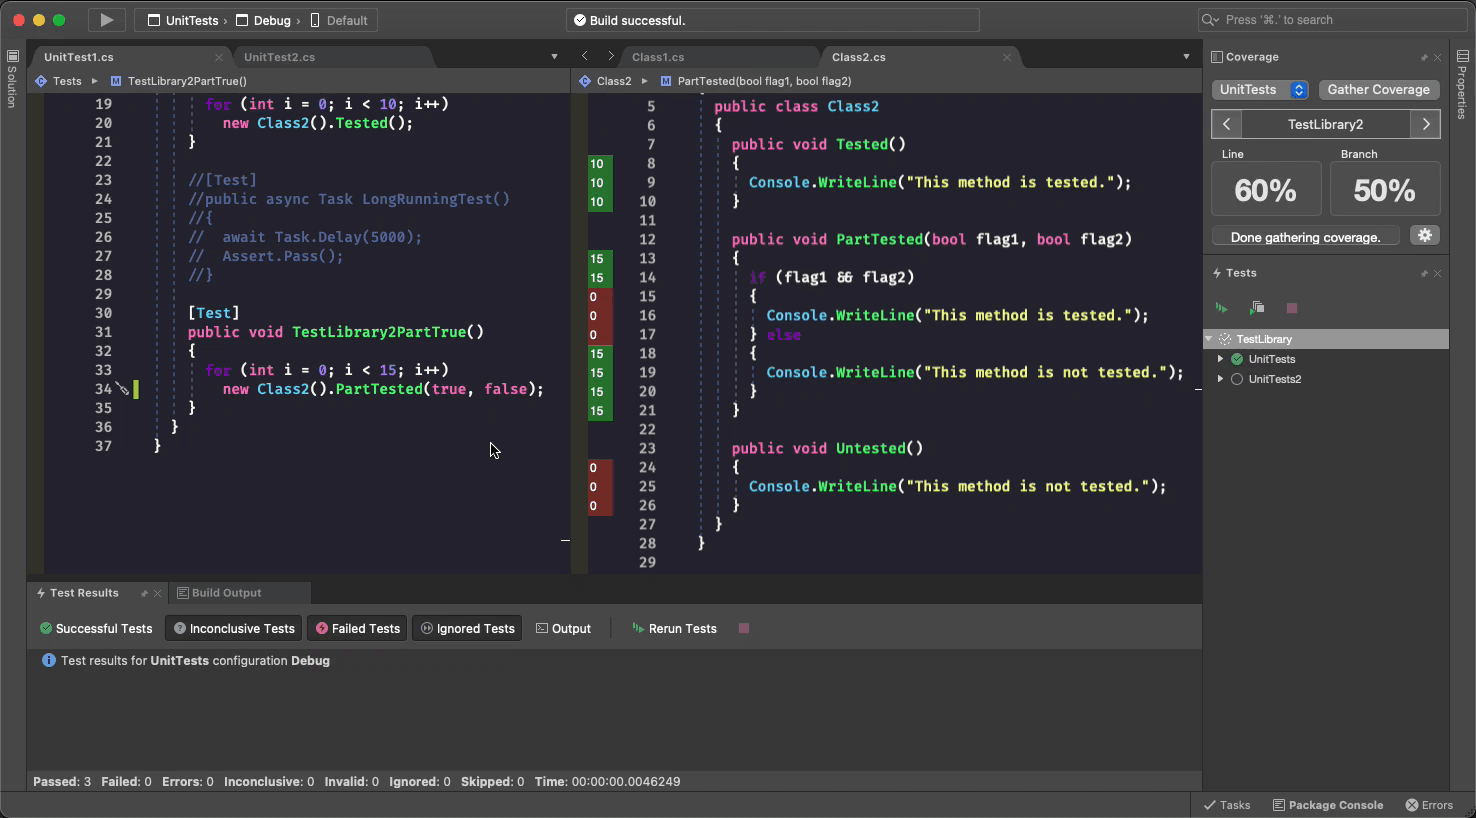 UnitTests › Debug › Default
Build successful.
Press '⌘.' to search
Solution
UnitTest1.cs
UnitTest2.cs
Tests ▸ M TestLibrary2PartTrue()
19 for (int i = 0; i < 10; i++)
20 new Class2().Tested();
21 }
22
23 //[Test]
24 //public async Task LongRunningTest()
25 //{
26 // await Task.Delay(5000);
27 // Assert.Pass();
28 //}
29
30 [Test]
31 public void TestLibrary2PartTrue()
32 {
33 for (int i = 0; i < 15; i++)
34 new Class2().PartTested(true, false);
35 }
36 }
37 }
Class1.cs
Class2.cs
C Class2 ▸ M PartTested(bool flag1, bool flag2)
5 public class Class2
6 {
7 public void Tested()
10 8 {
10 9 Console.WriteLine("This method is tested.");
10 10 }
11
12 public void PartTested(bool flag1, bool flag2)
15 13 {
15 14 if (flag1 && flag2)
0 15 {
0 16 Console.WriteLine("This method is tested.");
0 17 } else
15 18 {
15 19 Console.WriteLine("This method is not tested.");
15 20 }
15 21 }
22
23 public void Untested()
0 24 {
0 25 Console.WriteLine("This method is not tested.");
0 26 }
27 }
28 }
29
Coverage
UnitTests
Gather Coverage
TestLibrary2
Line Branch
60% 50%
Done gathering coverage.
Tests
TestLibrary
UnitTests
UnitTests2
Properties
Test Results
Build Output
Successful Tests
Inconclusive Tests
Failed Tests
Ignored Tests
Output
Rerun Tests
Test results for UnitTests configuration Debug
Passed: 3 Failed: 0 Errors: 0 Inconclusive: 0 Invalid: 0 Ignored: 0 Skipped: 0 Time: 00:00:00.0046249
Tasks
Package Console
Errors